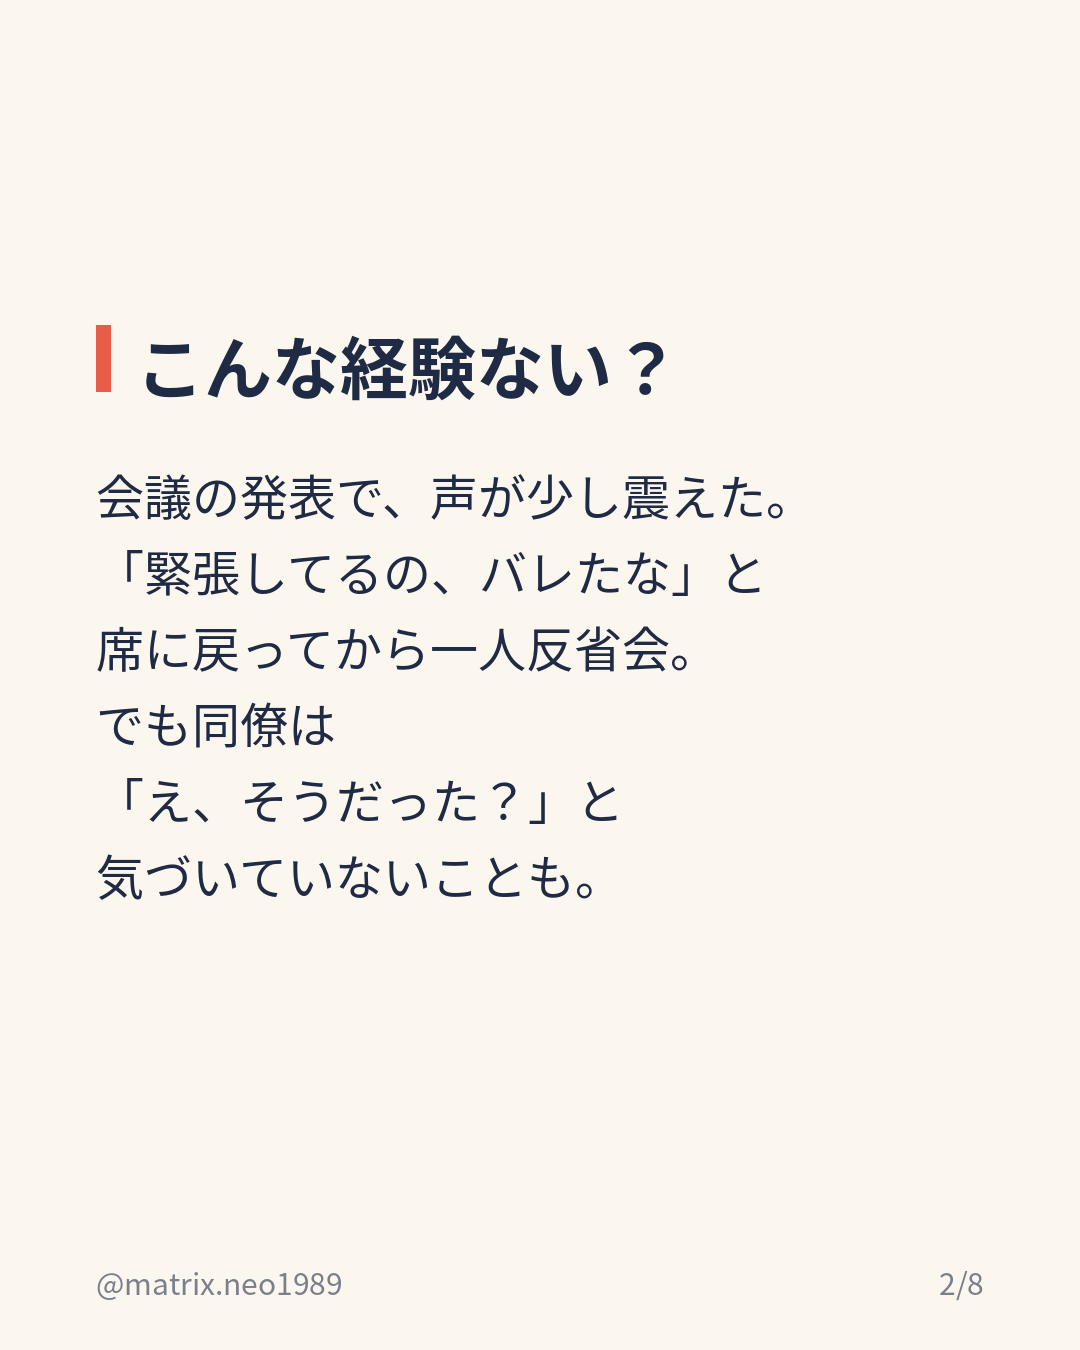 こんな経験ない？
会議の発表で、声が少し震えた。
「緊張してるの、バレたな」と
席に戻ってから一人反省会。
でも同僚は
「え、そうだった？」と
気づいていないことも。
@matrix.neo1989
2/8